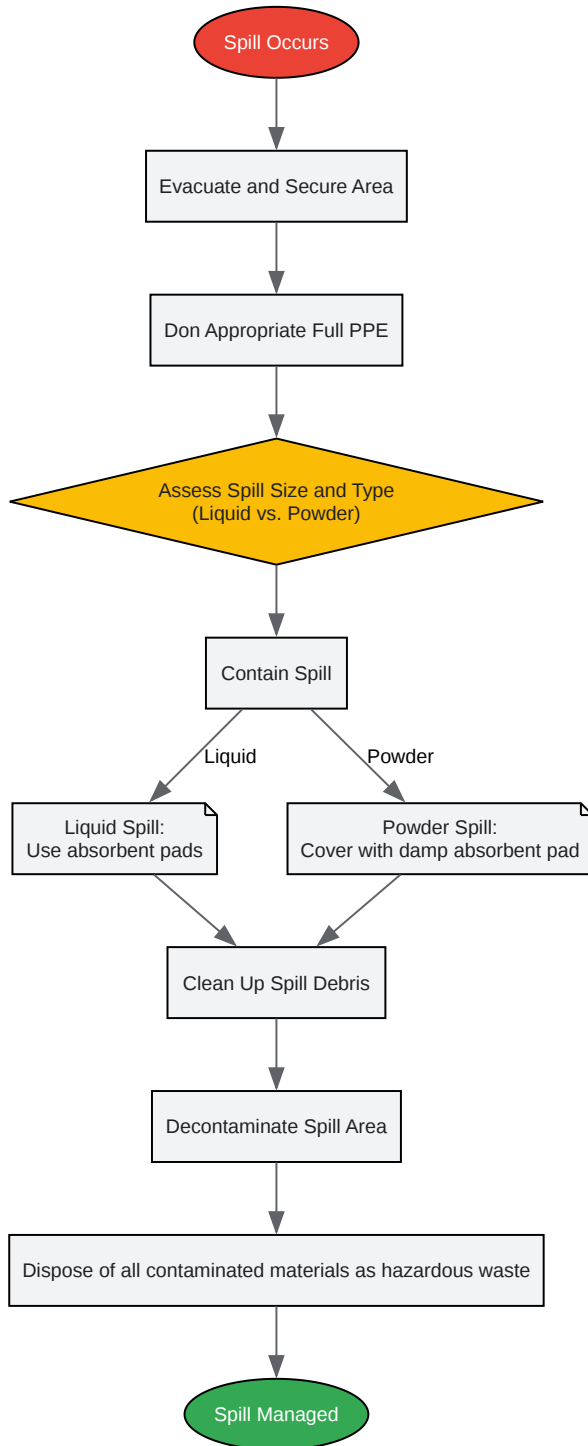 Spill Occurs
Evacuate and Secure Area
Don Appropriate Full PPE
Assess Spill Size and Type
(Liquid vs. Powder)
Contain Spill
Liquid
Powder
Liquid Spill:
Use absorbent pads
Powder Spill:
Cover with damp absorbent pad
Clean Up Spill Debris
Decontaminate Spill Area
Dispose of all contaminated materials as hazardous waste
Spill Managed